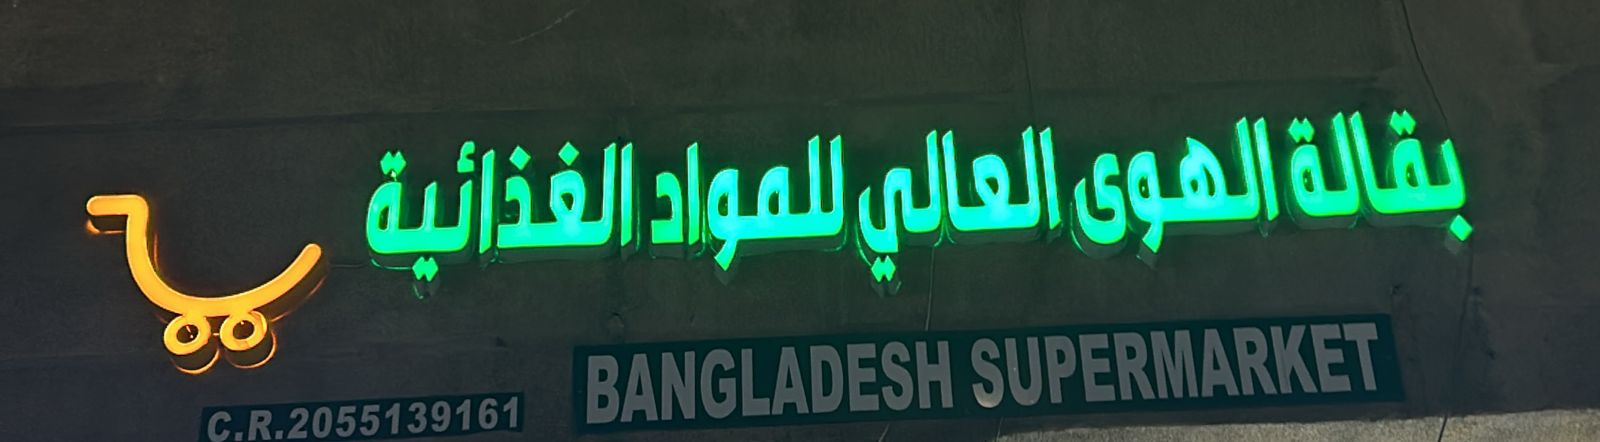 بقالة الهوى العالي للمواد الغذائية
BANGLADESH SUPERMARKET
C.R.2055139161